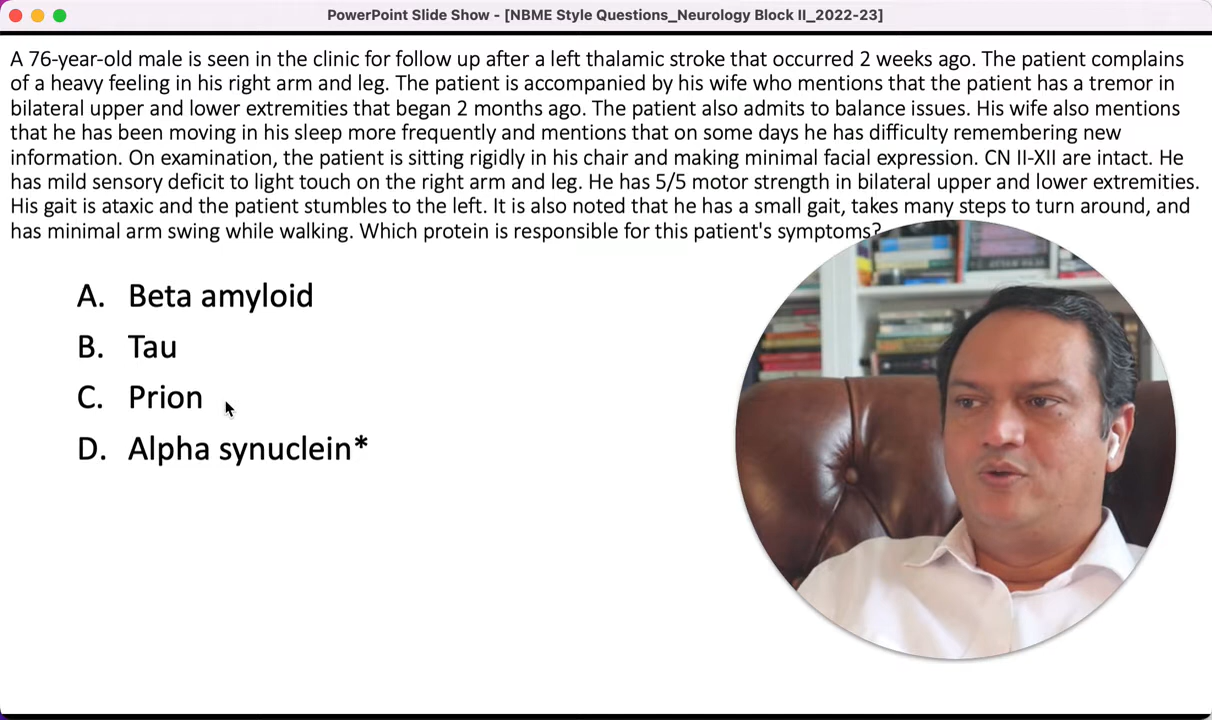 PowerPoint Slide Show - [NBME Style Questions_Neurology Block II_2022-23]
A 76-year-old male is seen in the clinic for follow up after a left thalamic stroke that occurred 2 weeks ago. The patient complains
of a heavy feeling in his right arm and leg. The patient is accompanied by his wife who mentions that the patient has a tremor in
bilateral upper and lower extremities that began 2 months ago. The patient also admits to balance issues. His wife also mentions
that he has been moving in his sleep more frequently and mentions that on some days he has difficulty remembering new
information. On examination, the patient is sitting rigidly in his chair and making minimal facial expression. CN II-XII are intact. He
has mild sensory deficit to light touch on the right arm and leg. He has 5/5 motor strength in bilateral upper and lower extremities.
His gait is ataxic and the patient stumbles to the left. It is also noted that he has a small gait, takes many steps to turn around, and
has minimal arm swing while walking. Which protein is responsible for this patient's symptoms?
A. Beta amyloid
B. Tau
C. Prion
D. Alpha synuclein*